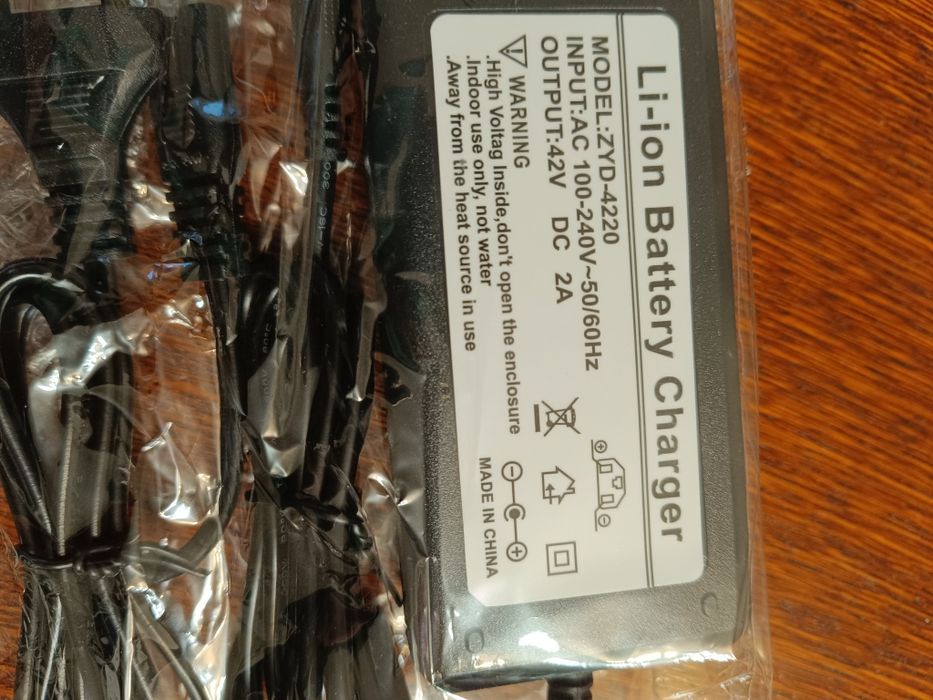 Li-ion Battery Charger
MODEL:ZYD-4220
INPUT:AC 100-240V~50/60Hz
OUTPUT:42V DC 2A
WARNING
.High Voltag Inside,don't open the enclosure
.Indoor use only, not water
.Away from the heat source in use
MADE IN CHINA